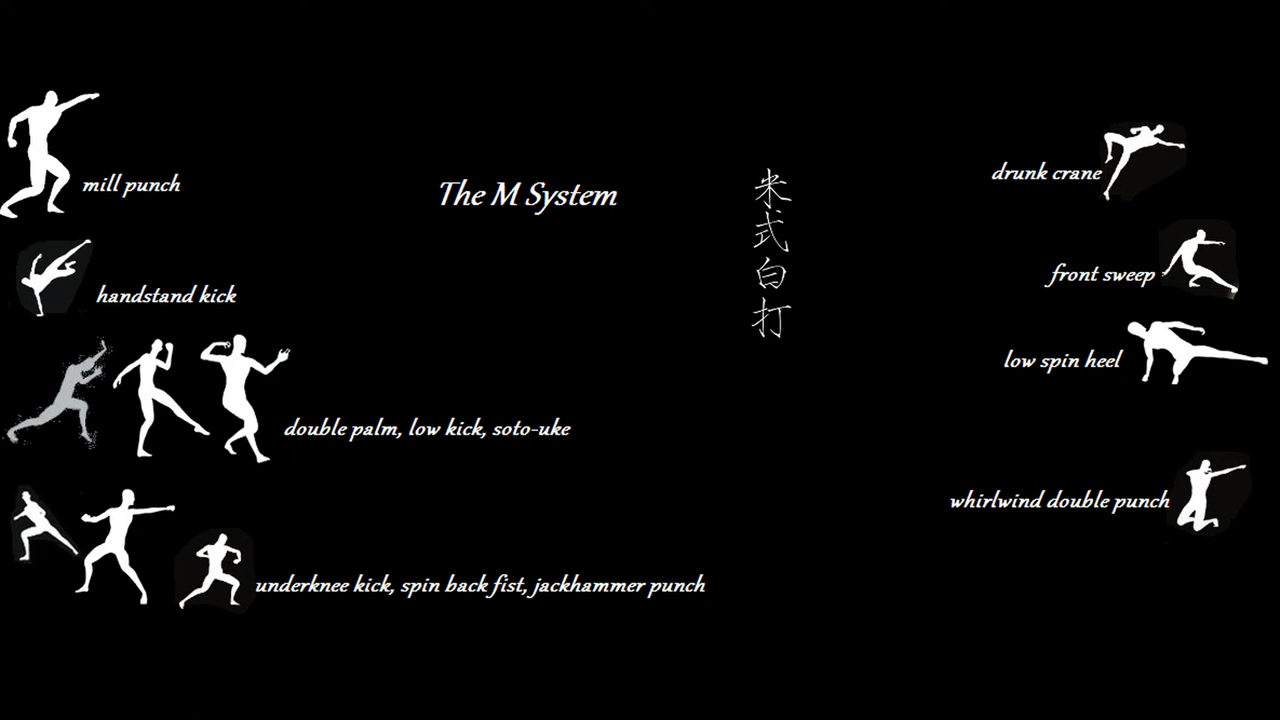 mill punch
The M System
米式白打
drunk crane
front sweep
handstand kick
low spin heel
double palm, low kick, soto-uke
whirlwind double punch
underknee kick, spin back fist, jackhammer punch